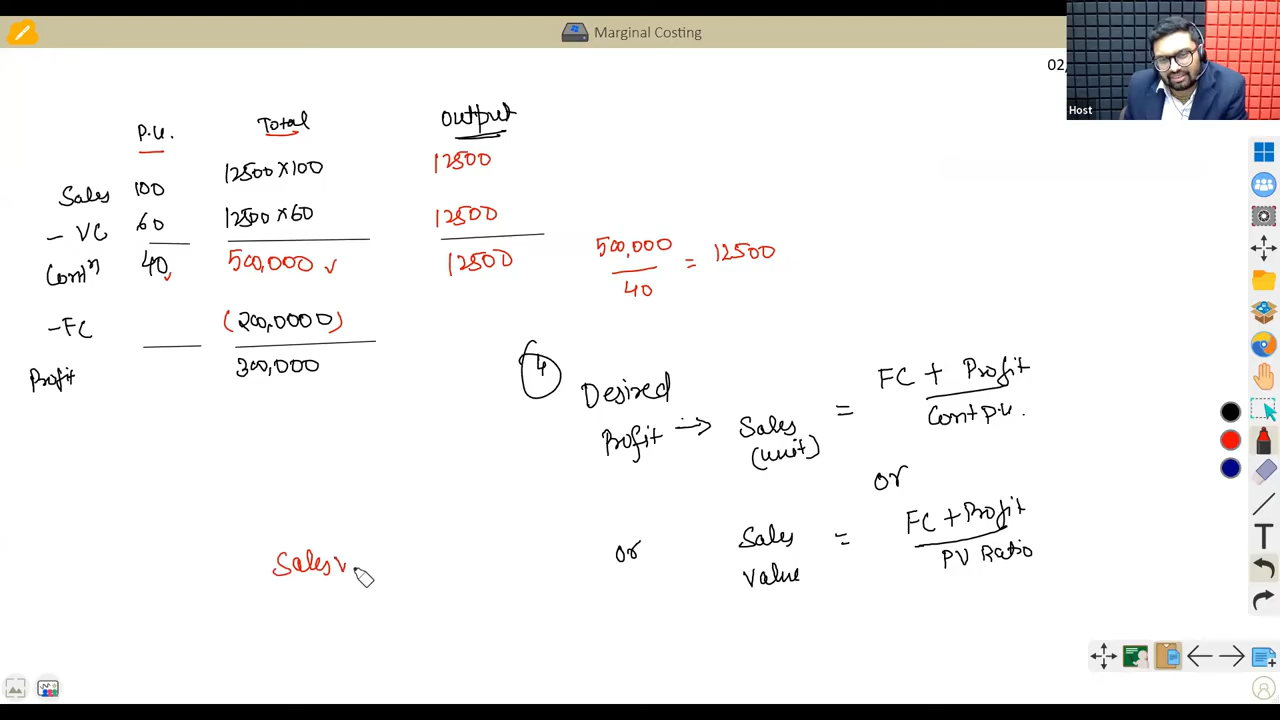 Marginal Costing
02/
Host
P.U. Total Output
Sales 100 12500×100 12500
- VC 60 12500×60 12500
Contⁿ 40 500,000 12500
500,000 / 40 = 12500
-FC (200,0000)
Profit 300,000
4
Desired Profit → Sales (unit) = FC + Profit / Cont p.u.
or
or Sales Value = FC + Profit / PV Ratio
Sales v
T